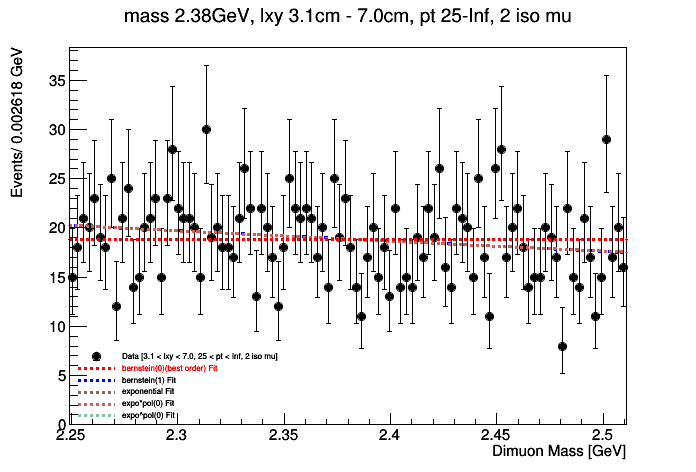 mass 2.38GeV, lxy 3.1cm - 7.0cm, pt 25-Inf, 2 iso mu
Events/ 0.002618 GeV
35
30
25
20
15
10
5
0
Data [3.1 < lxy < 7.0, 25 < pt < Inf, 2 iso mu]
bernstein(0)(best order) Fit
bernstein(1) Fit
exponential Fit
expo*pol(0) Fit
expo^pol(0) Fit
2.25 2.3 2.35 2.4 2.45 2.5
Dimuon Mass [GeV]